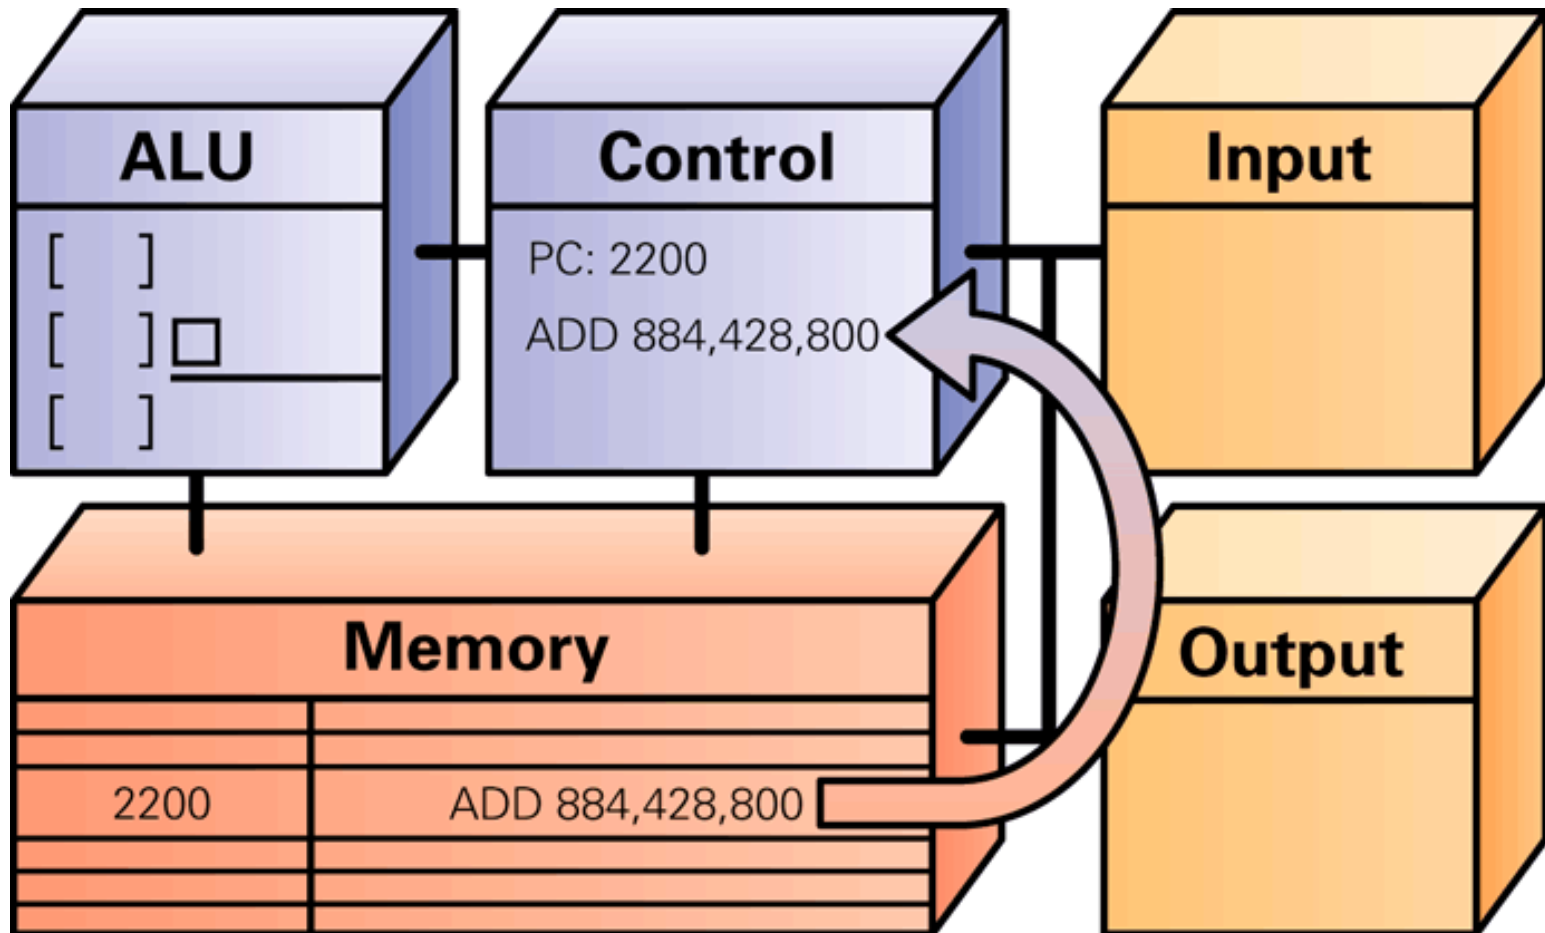 ALU
[ ]
[ ]
[ ]
Control
PC: 2200
ADD 884,428,800
Input
Memory
2200 ADD 884,428,800
Output